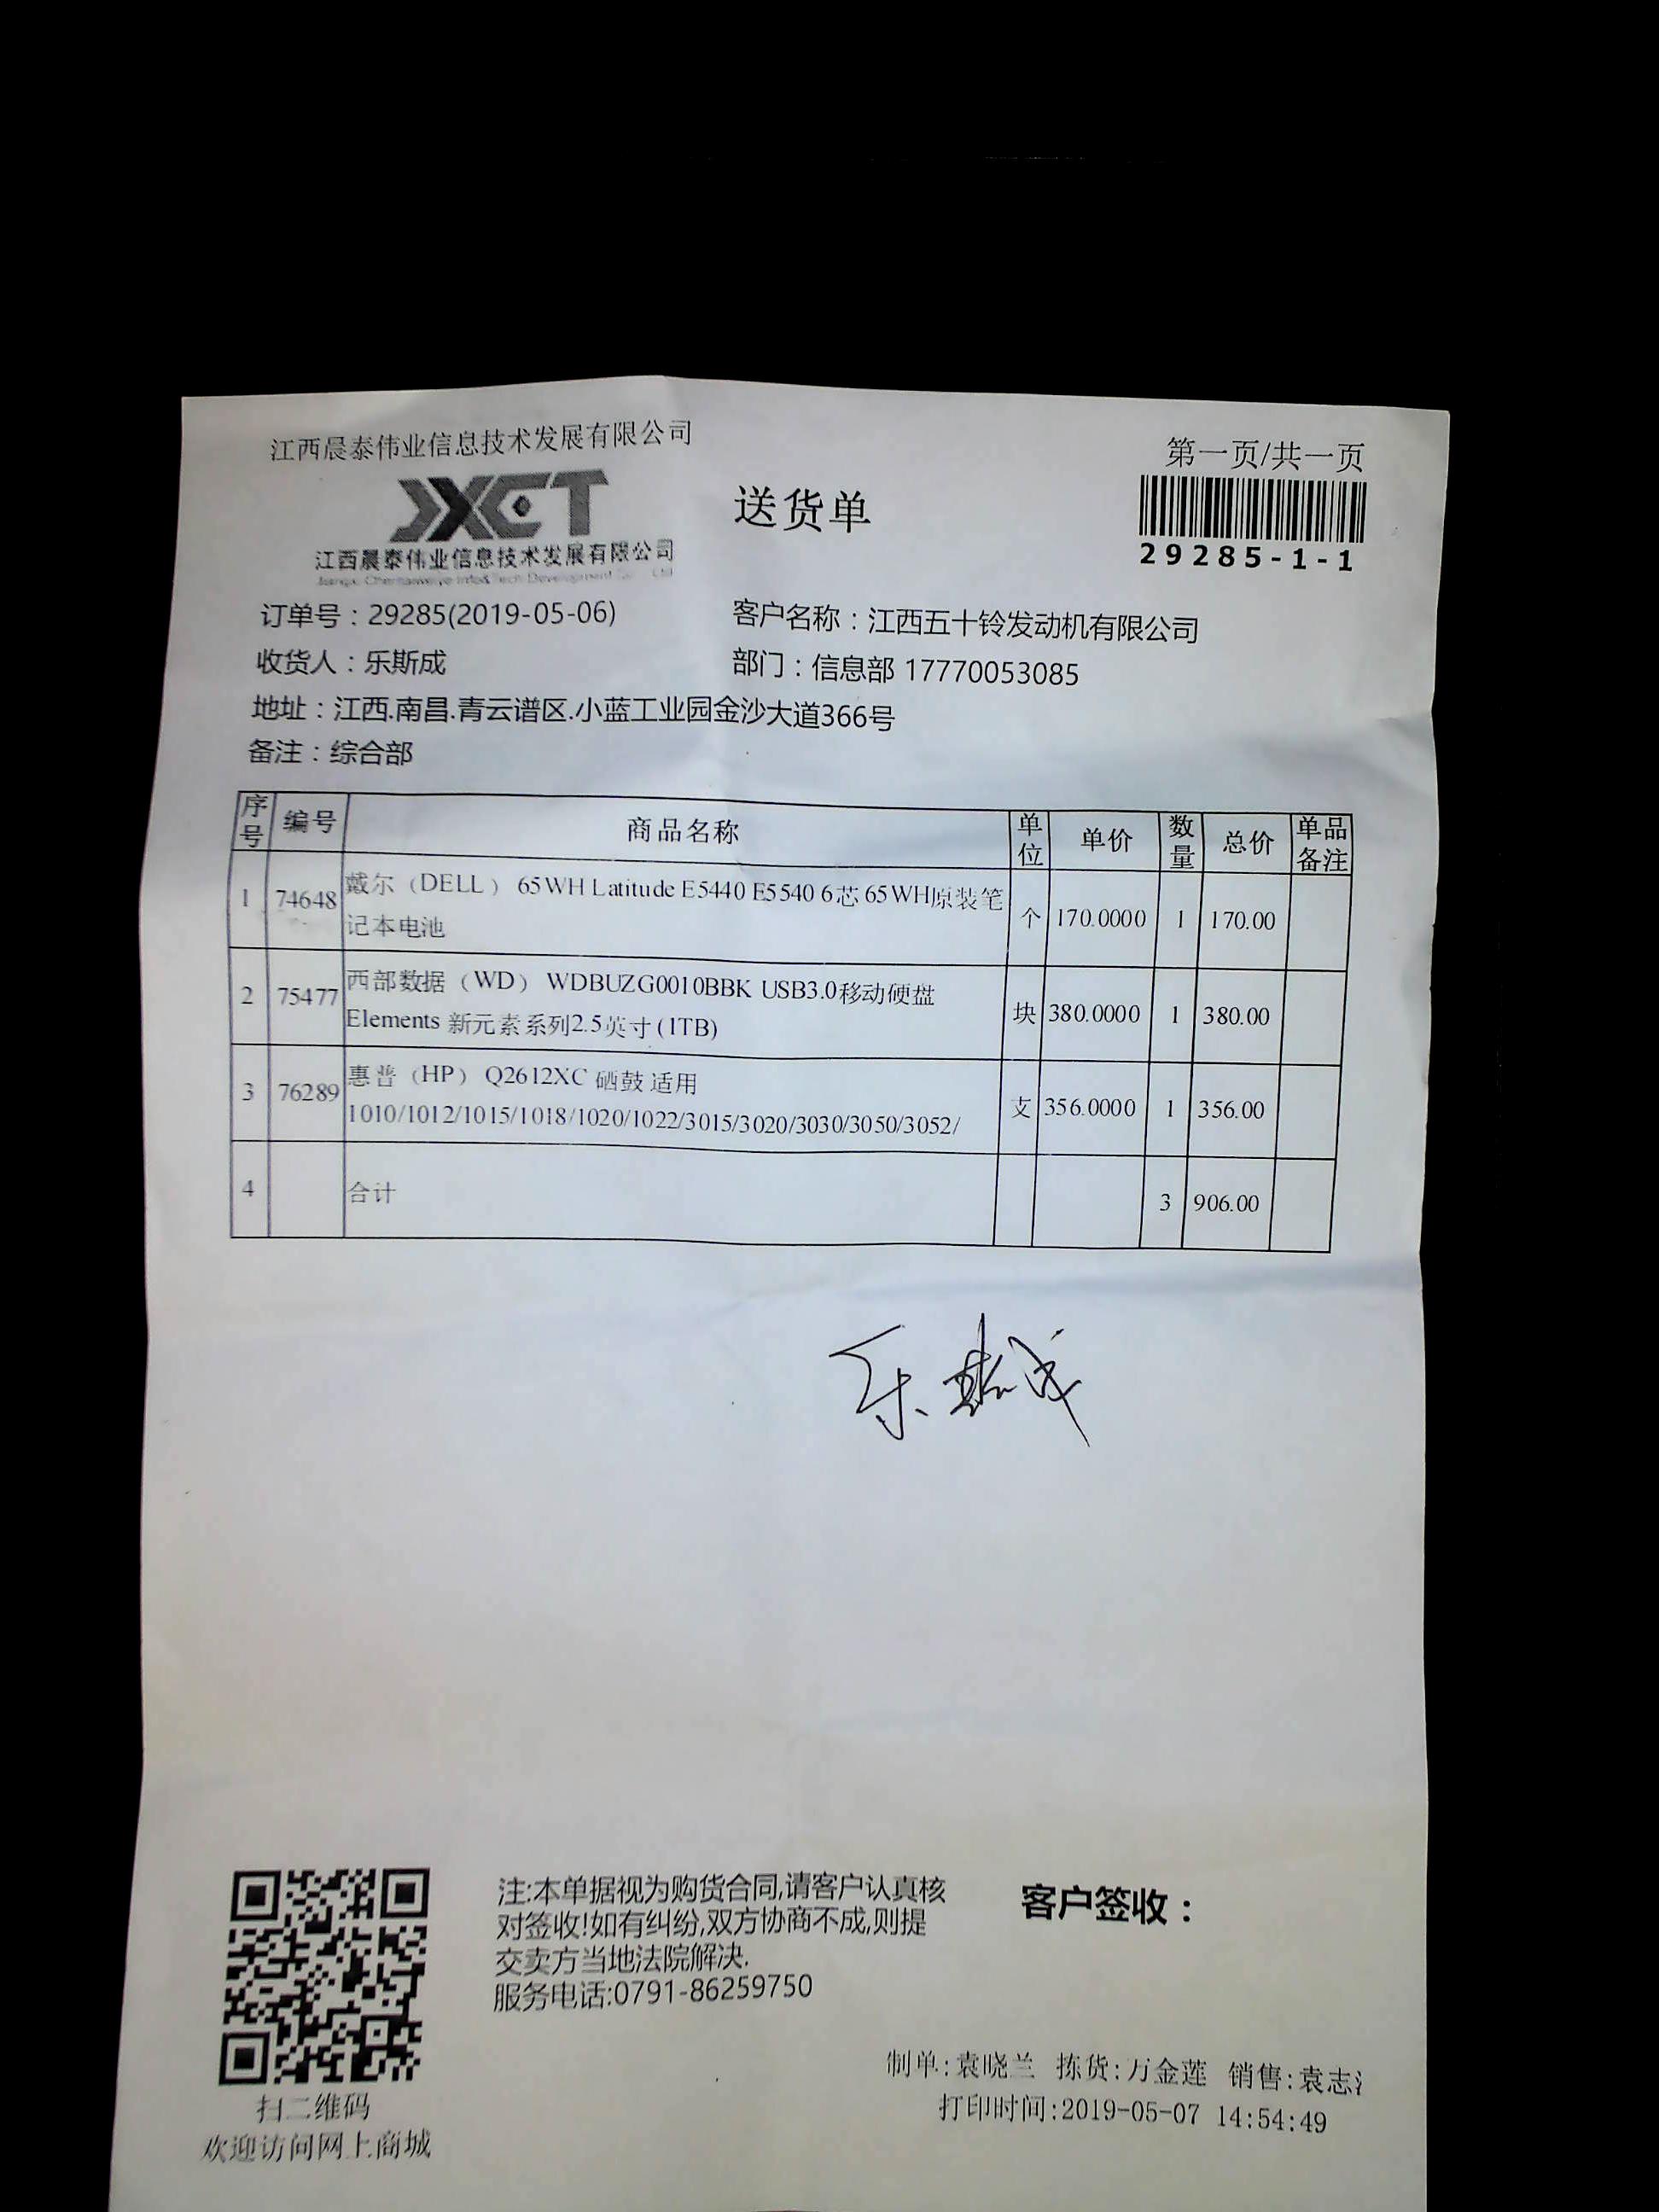 江西晨泰伟业信息技术发展有限公司
第一页/共一页
JXCT
送货单
江西晨泰伟业信息技术发展有限公司
29285-1-1
订单号：29285(2019-05-06)
客户名称：江西五十铃发动机有限公司
收货人：乐斯成
部门：信息部 17770053085
地址：江西.南昌.青云谱区.小蓝工业园金沙大道366号
备注：综合部
序号 编号 商品名称 单位 单价 数量 总价 单品备注
1 74648 戴尔（DELL） 65WH Latitude E5440 E5540 6芯 65WH原装笔记本电池 个 170.0000 1 170.00
2 75477 西部数据（WD） WDBUZG0010BBK USB3.0移动硬盘 Elements 新元素系列2.5英寸(1TB) 块 380.0000 1 380.00
3 76289 惠普（HP） Q2612XC 硒鼓 适用 1010/1012/1015/1018/1020/1022/3015/3020/3030/3050/3052/ 支 356.0000 1 356.00
4 合计 3 906.00
乐斯成
注:本单据视为购货合同,请客户认真核
对签收!如有纠纷,双方协商不成,则提
交卖方当地法院解决.
服务电话:0791-86259750
客户签收：
扫二维码
欢迎访问网上商城
制单:袁晓兰 拣货:万金莲 销售:袁志
打印时间:2019-05-07 14:54:49